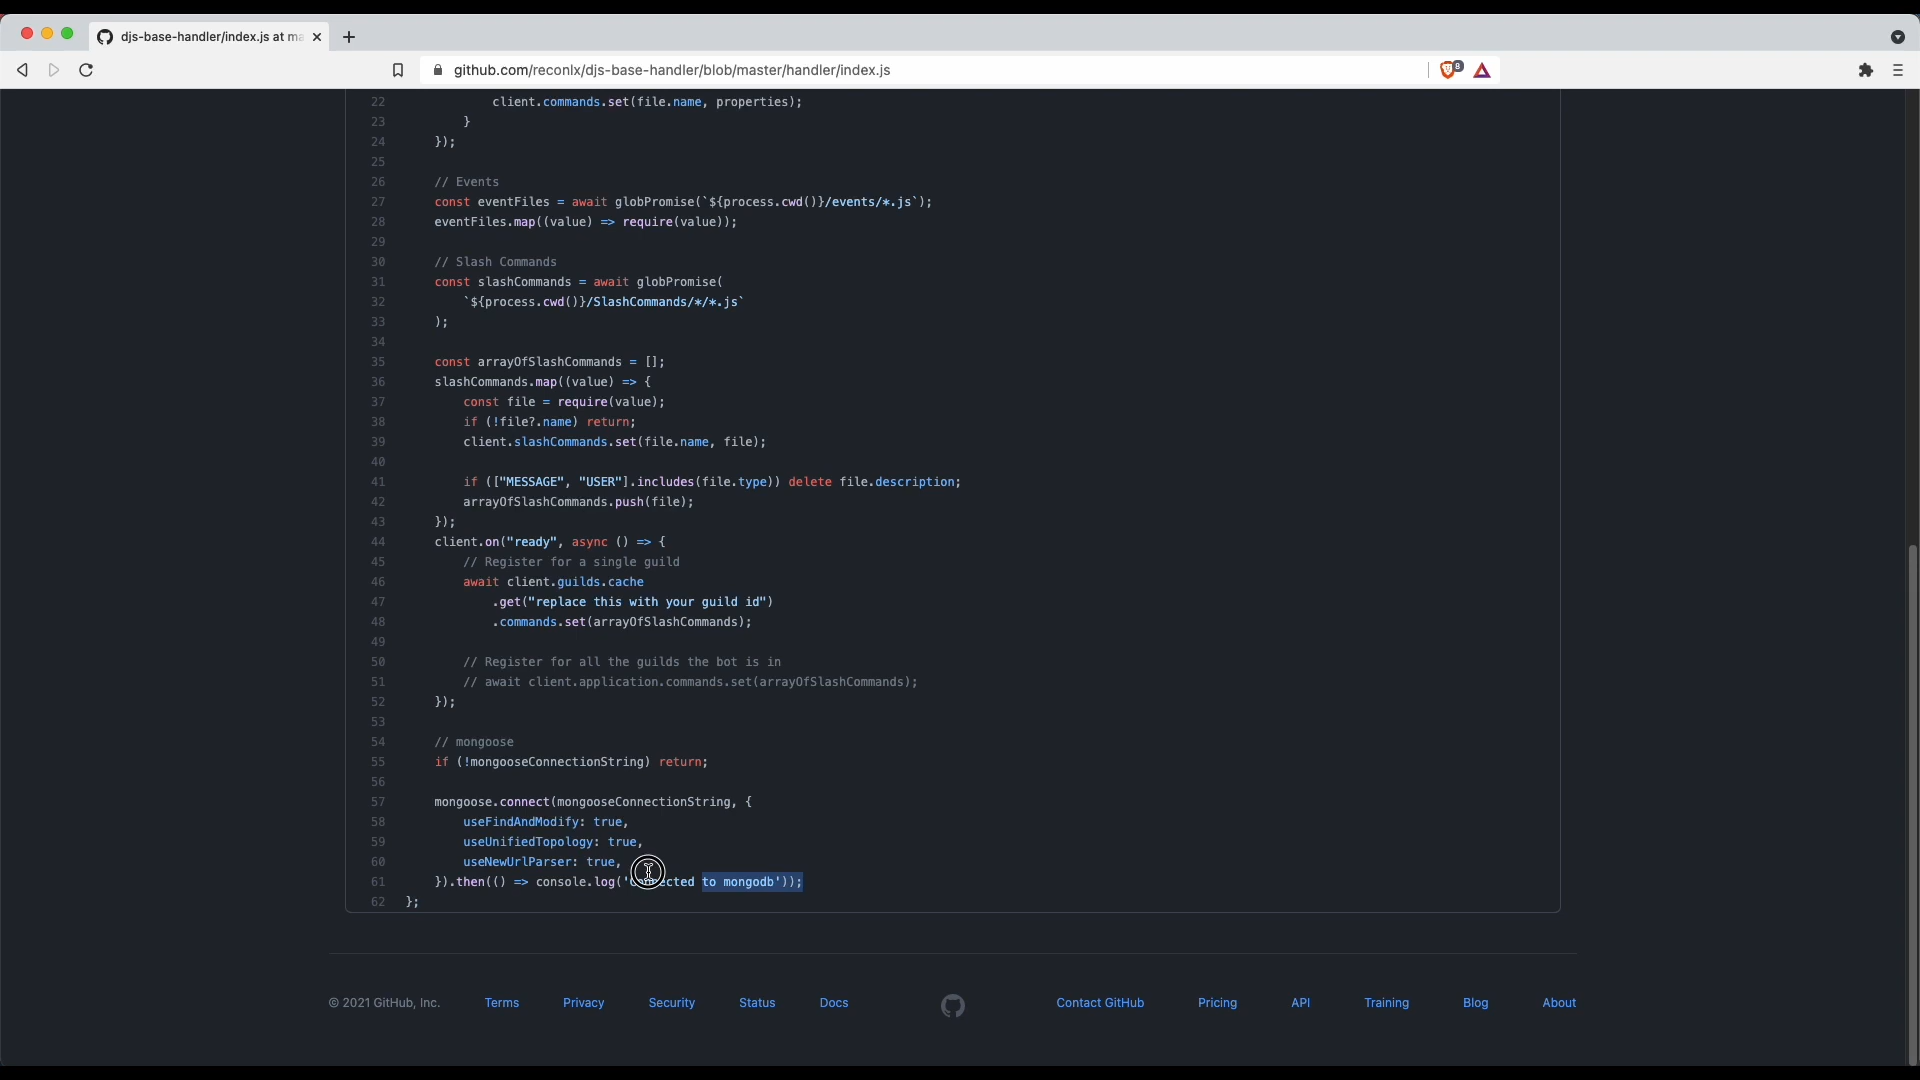 djs-base-handler/index.js at ma
github.com/reconlx/djs-base-handler/blob/master/handler/index.js
8
22 client.commands.set(file.name, properties);
23 }
24 });
25
26 // Events
27 const eventFiles = await globPromise(`${process.cwd()}/events/*.js`);
28 eventFiles.map((value) => require(value));
29
30 // Slash Commands
31 const slashCommands = await globPromise(
32 `${process.cwd()}/SlashCommands/*/*.js`
33 );
34
35 const arrayOfSlashCommands = [];
36 slashCommands.map((value) => {
37 const file = require(value);
38 if (!file?.name) return;
39 client.slashCommands.set(file.name, file);
40
41 if (["MESSAGE", "USER"].includes(file.type)) delete file.description;
42 arrayOfSlashCommands.push(file);
43 });
44 client.on("ready", async () => {
45 // Register for a single guild
46 await client.guilds.cache
47 .get("replace this with your guild id")
48 .commands.set(arrayOfSlashCommands);
49
50 // Register for all the guilds the bot is in
51 // await client.application.commands.set(arrayOfSlashCommands);
52 });
53
54 // mongoose
55 if (!mongooseConnectionString) return;
56
57 mongoose.connect(mongooseConnectionString, {
58 useFindAndModify: true,
59 useUnifiedTopology: true,
60 useNewUrlParser: true,
61 }).then(() => console.log('Connected to mongodb'));
62 };
© 2021 GitHub, Inc. Terms Privacy Security Status Docs Contact GitHub Pricing API Training Blog About